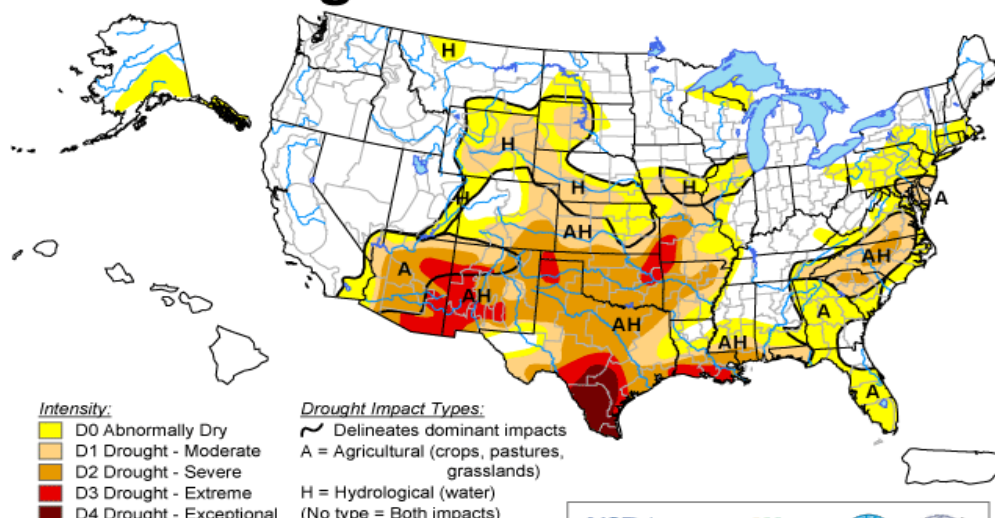 H
H
H
H
H
A
AH
AH
A
AH
AH
A
AH
A
Intensity:
D0 Abnormally Dry
D1 Drought - Moderate
D2 Drought - Severe
D3 Drought - Extreme
D4 Drought - Exceptional
Drought Impact Types:
Delineates dominant impacts
A = Agricultural (crops, pastures,
grasslands)
H = Hydrological (water)
(No type = Both impacts)